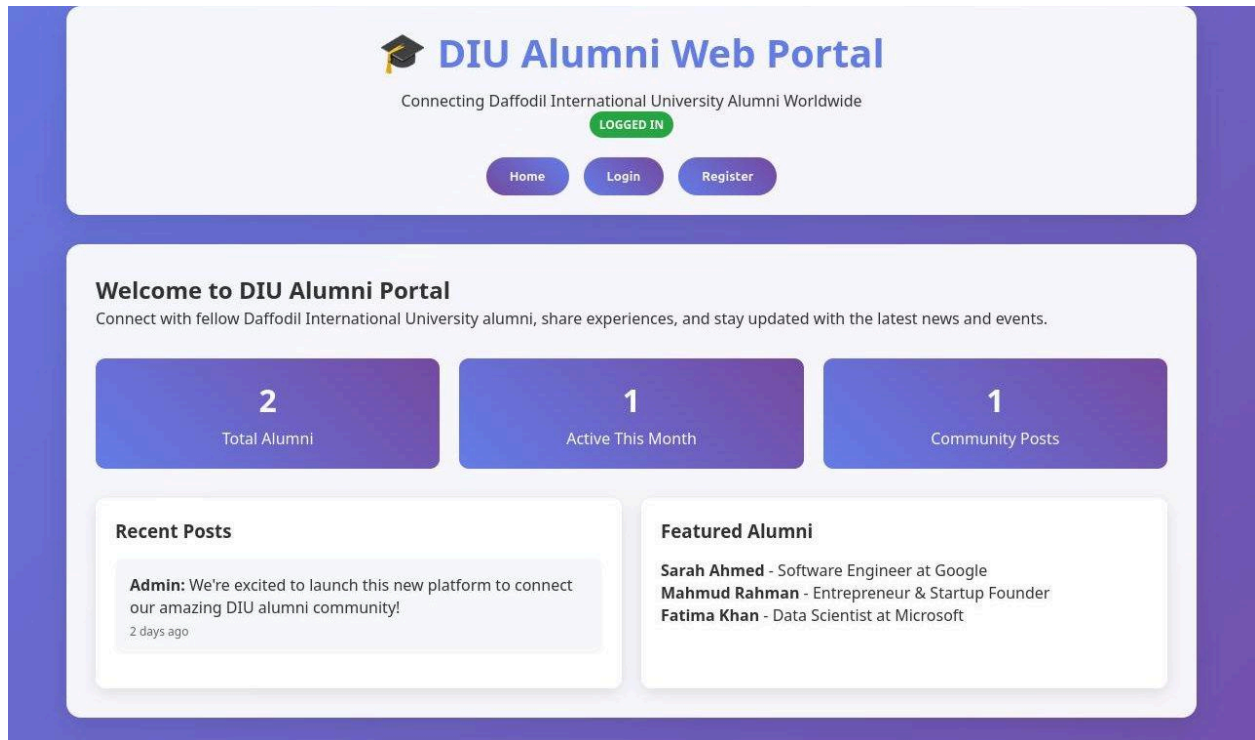 🎓 DIU Alumni Web Portal
Connecting Daffodil International University Alumni Worldwide
LOGGED IN
Home Login Register
Welcome to DIU Alumni Portal
Connect with fellow Daffodil International University alumni, share experiences, and stay updated with the latest news and events.
2
Total Alumni
1
Active This Month
1
Community Posts
Recent Posts
Admin: We're excited to launch this new platform to connect
our amazing DIU alumni community!
2 days ago
Featured Alumni
Sarah Ahmed - Software Engineer at Google
Mahmud Rahman - Entrepreneur & Startup Founder
Fatima Khan - Data Scientist at Microsoft